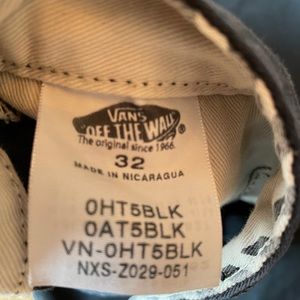 VANS
"OFF THE WALL"
The original since 1966.
32
MADE IN NICARAGUA
0HT5BLK
0AT5BLK
VN-0HT5BLK
NXS-Z029-051